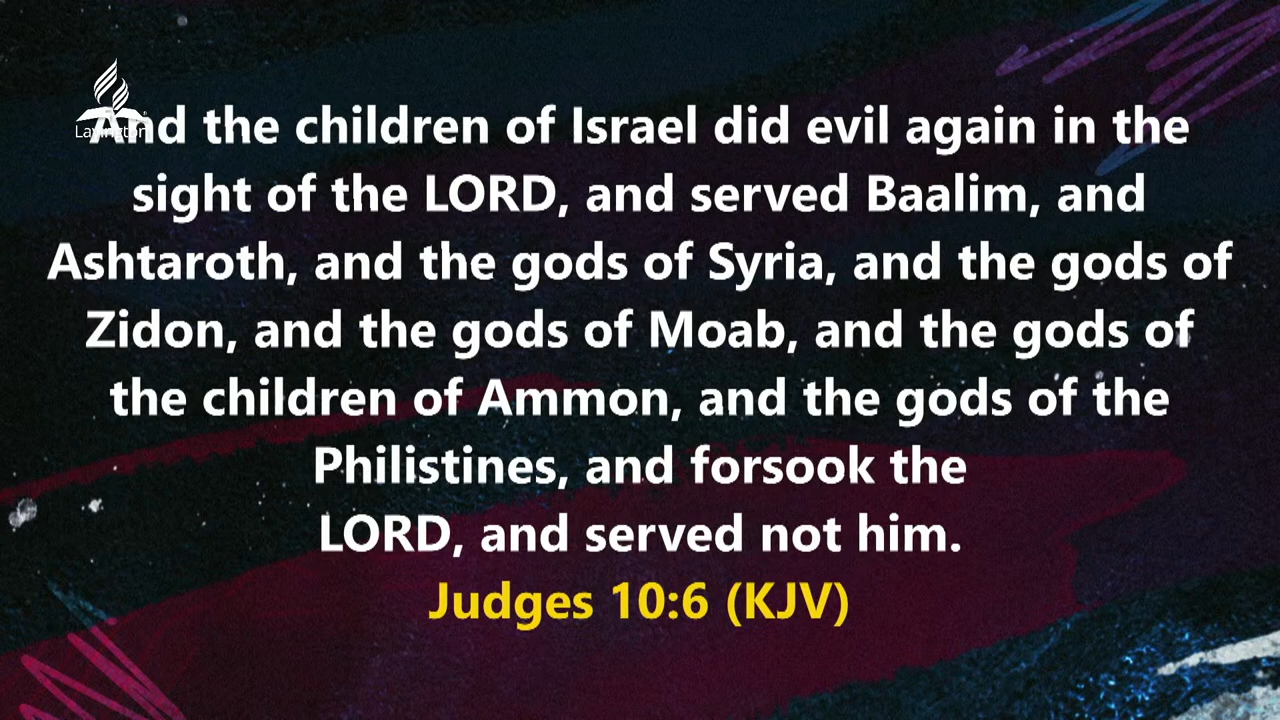 Lavington
And the children of Israel did evil again in the
sight of the LORD, and served Baalim, and
Ashtaroth, and the gods of Syria, and the gods of
Zidon, and the gods of Moab, and the gods of
the children of Ammon, and the gods of the
Philistines, and forsook the
LORD, and served not him.
Judges 10:6 (KJV)